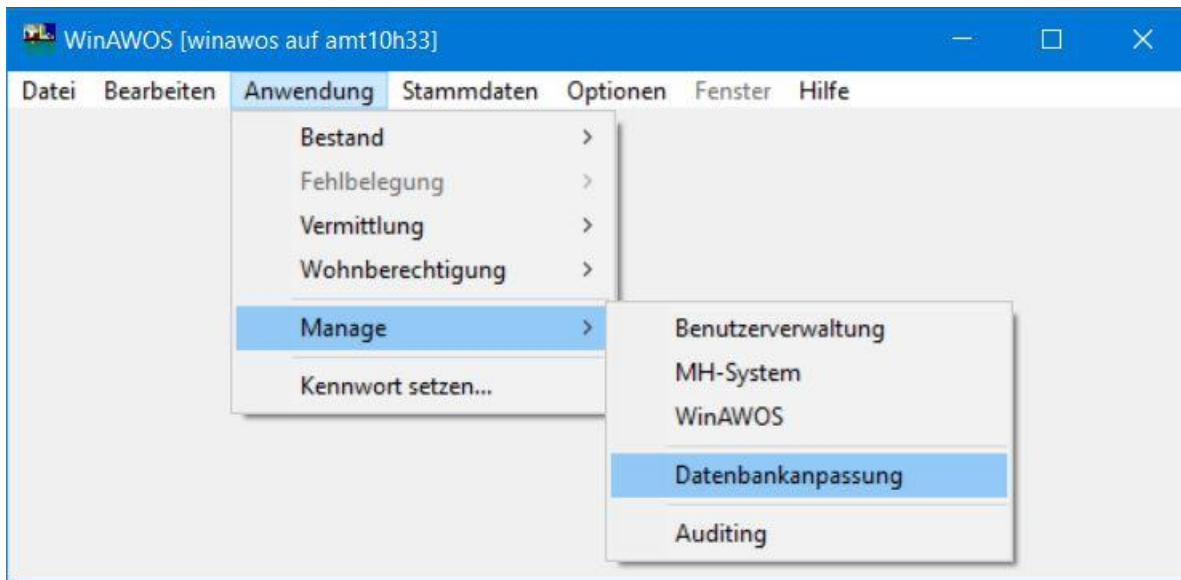 WinAWOS [winawos auf amt10h33]
Datei Bearbeiten Anwendung Stammdaten Optionen Fenster Hilfe
Bestand
Fehlbelegung
Vermittlung
Wohnberechtigung
Manage
Kennwort setzen...
Benutzerverwaltung
MH-System
WinAWOS
Datenbankanpassung
Auditing